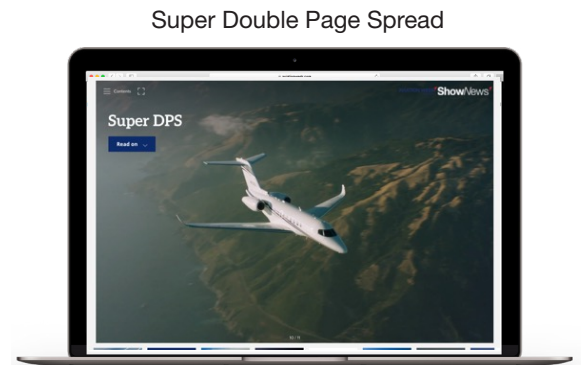 Super Double Page Spread
Contents
ShowNews
Super DPS
Read on